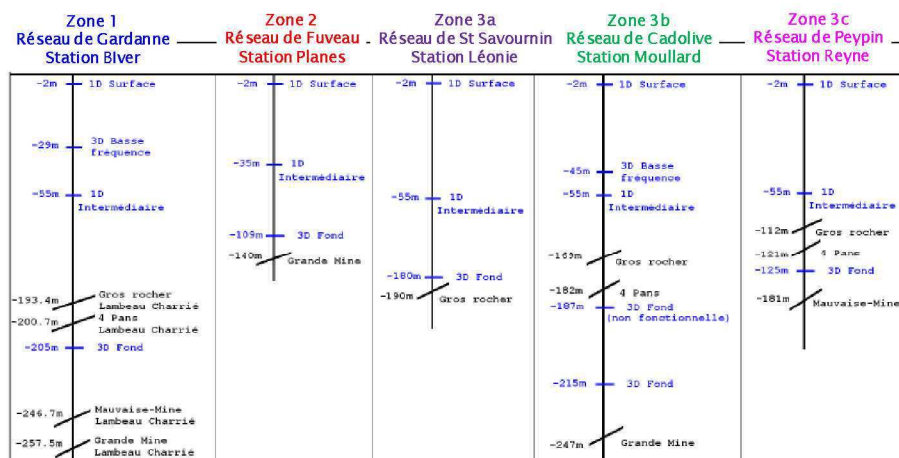 Zone 1
Réseau de Gardanne
Station BIver
Zone 2
Réseau de Fuveau
Station Planes
Zone 3a
Réseau de St Savournin
Station Léonie
Zone 3b
Réseau de Cadolive
Station Moullard
Zone 3c
Réseau de Peypin
Station Reyne
-2m 1D Surface
-29m 3D Basse
fréquence
-55m 1D
Intermédiaire
-193.4m Gros rocher
Lambeau Charrié
-200.7m 4 Pans
Lambeau Charrié
-205m 3D Fond
-246.7m Mauvaise-Mine
Lambeau Charrié
-257.5m Grande Mine
Lambeau Charrié
-2m 1D Surface
-35m 1D
Intermédiaire
-109m 3D Fond
-140m Grande Mine
-2m 1D Surface
-55m 1D
Intermédiaire
-180m 3D Fond
-190m Gros rocher
-2m 1D Surface
-45m 3D Basse
fréquence
-55m 1D
Intermédiaire
-169m Gros rocher
-182m 4 Pans
-187m 3D Fond
(non fonctionnelle)
-215m 3D Fond
-247m Grande Mine
-2m 1D Surface
-55m 1D
Intermédiaire
-112m Gros rocher
-121m 4 Pans
-125m 3D Fond
-181m Mauvaise-Mine